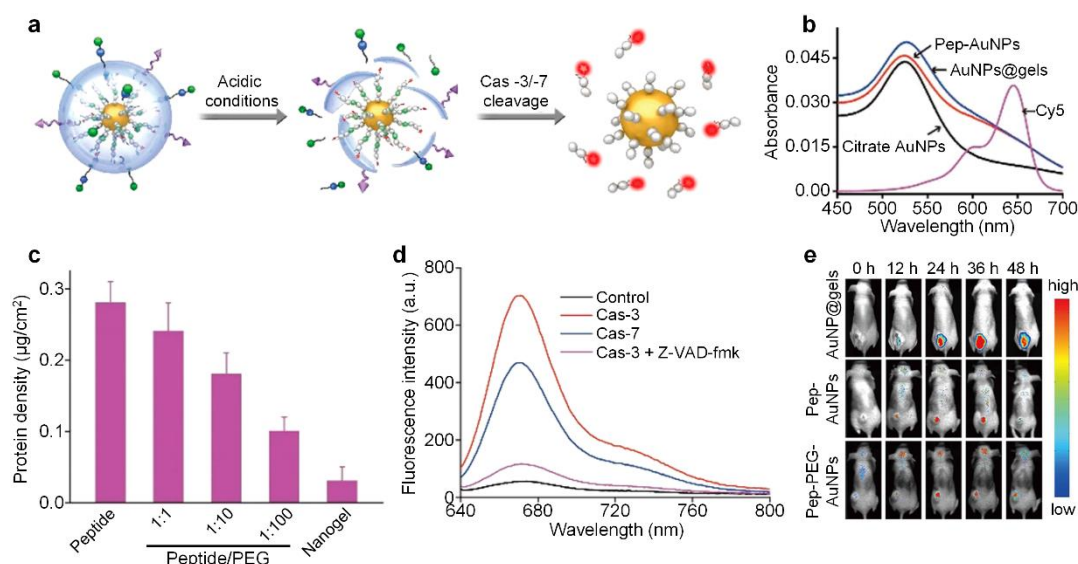 a
Acidic
conditions
Cas -3/-7
cleavage
b
Absorbance
0.045
0.030
0.015
0.00
Pep-AuNPs
AuNPs@gels
Cy5
Citrate AuNPs
450 500 550 600 650 700
Wavelength (nm)
c
Protein density (µg/cm²)
0.3
0.2
0.1
0.0
Peptide
1:1
1:10
1:100
Nanogel
Peptide/PEG
d
Fluorescence intensity (a.u.)
800
600
400
200
0
Control
Cas-3
Cas-7
Cas-3 + Z-VAD-fmk
640 680 720 760 800
Wavelength (nm)
e
0 h 12 h 24 h 36 h 48 h
AuNP@gels
Pep-
AuNPs
Pep-PEG-
AuNPs
high
low